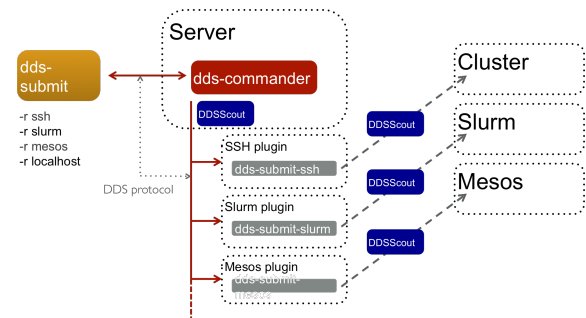 Server
dds-
submit
dds-commander
-r ssh
-r slurm
-r mesos
-r localhost
DDSScout
DDS protocol
SSH plugin
dds-submit-ssh
Slurm plugin
dds-submit-slurm
Mesos plugin
dds-submit-
mesos
DDSScout
DDSScout
DDSScout
Cluster
Slurm
Mesos